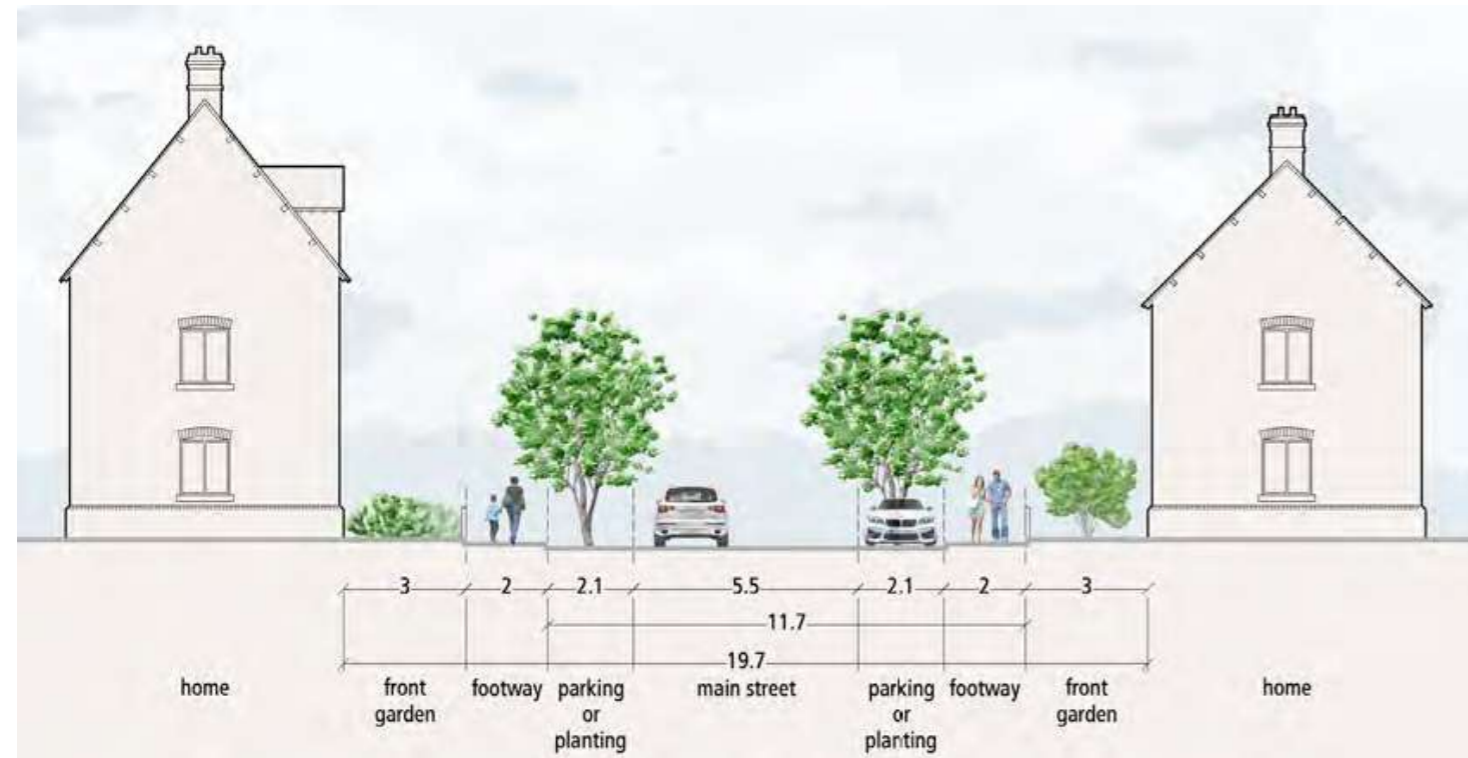 3 2 2.1 5.5 2.1 2 3
11.7
19.7
home front footway parking main street parking footway front home
garden or or garden
planting planting